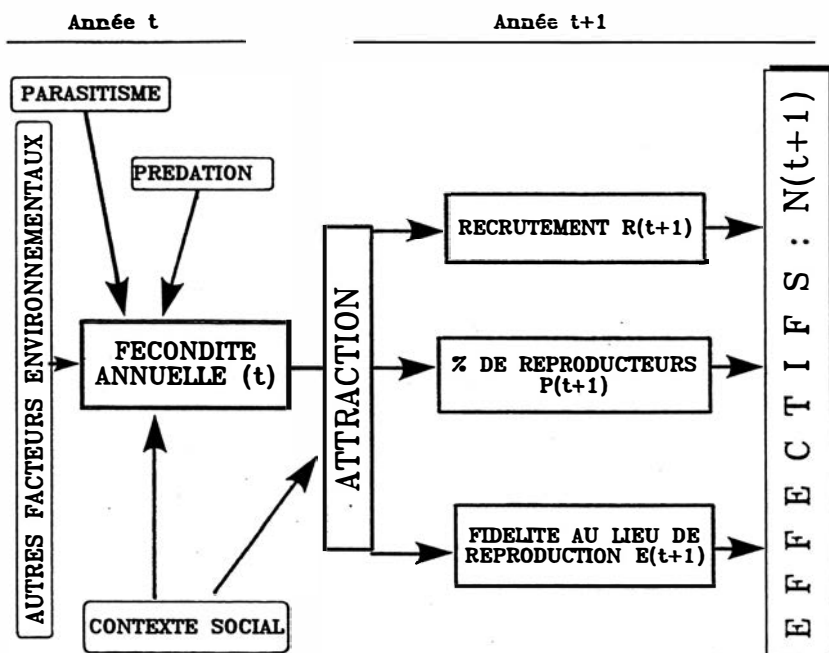 Année t
Année t+1
PARASITISME
PREDATION
AUTRES FACTEURS ENVIRONNEMENTAUX
FECONDITE
ANNUELLE (t)
CONTEXTE SOCIAL
ATTRACTION
RECRUTEMENT R(t+1)
% DE REPRODUCTEURS
P(t+1)
FIDELITE AU LIEU DE
REPRODUCTION E(t+1)
EFFECTIFS : N(t+1)